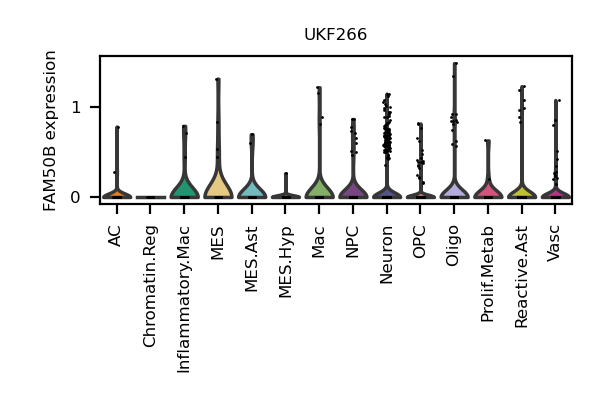 UKF266
FAM50B expression
1
0
AC
Chromatin.Reg
Inflammatory.Mac
MES
MES.Ast
MES.Hyp
Mac
NPC
Neuron
OPC
Oligo
Prolif.Metab
Reactive.Ast
Vasc